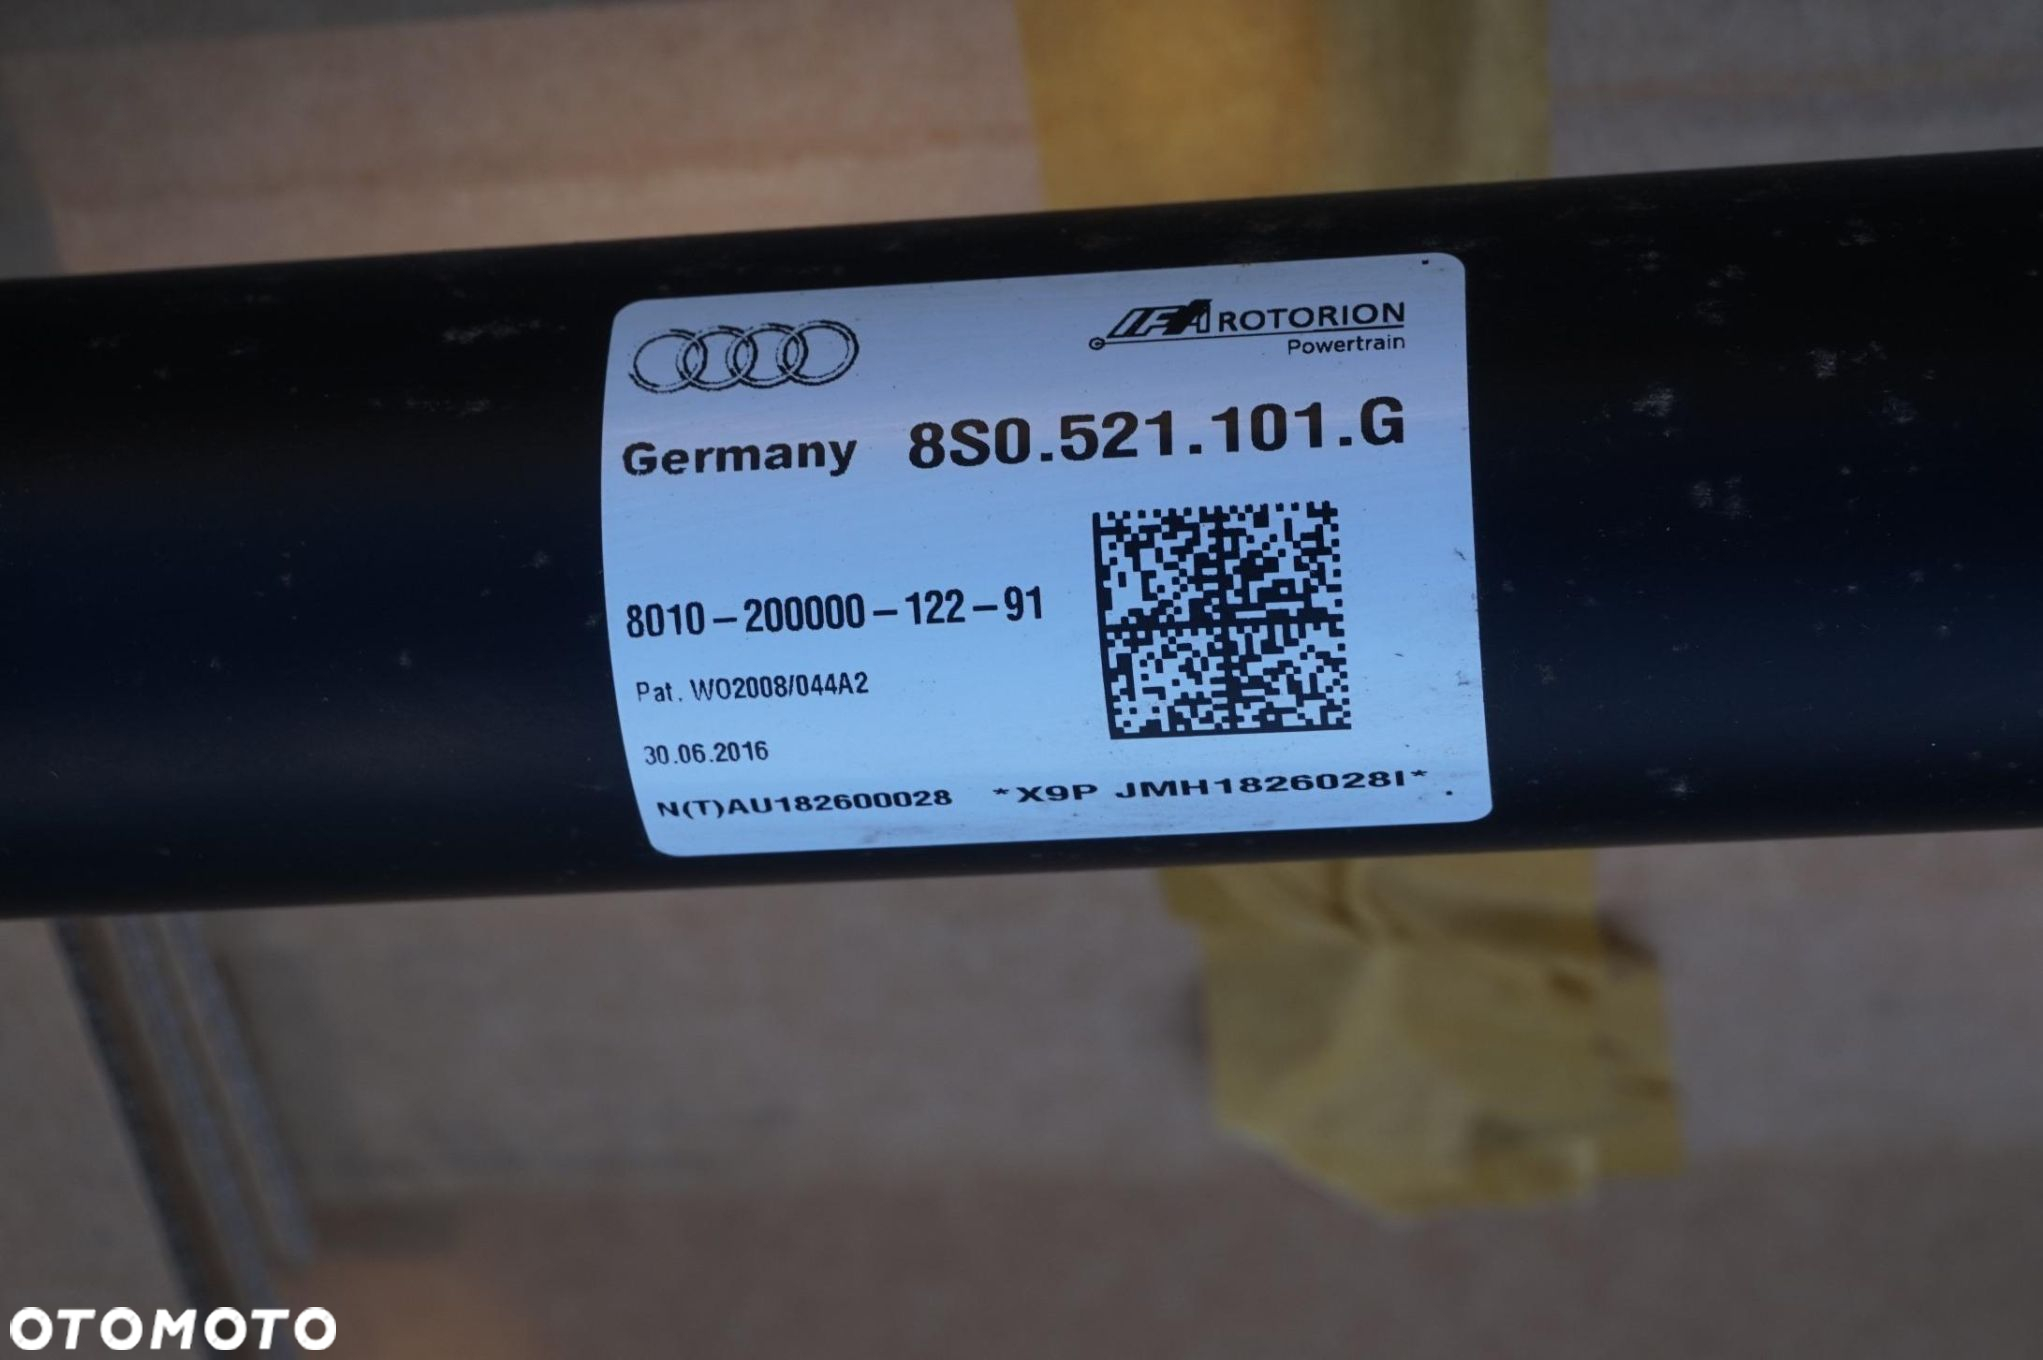 IFA ROTORION
Powertrain
Germany 8S0.521.101.G
8010-200000-122-91
Pat. WO2008/044A2
30.06.2016
N(T)AU182600028 *X9P JMH1826028I*
OTOMOTO